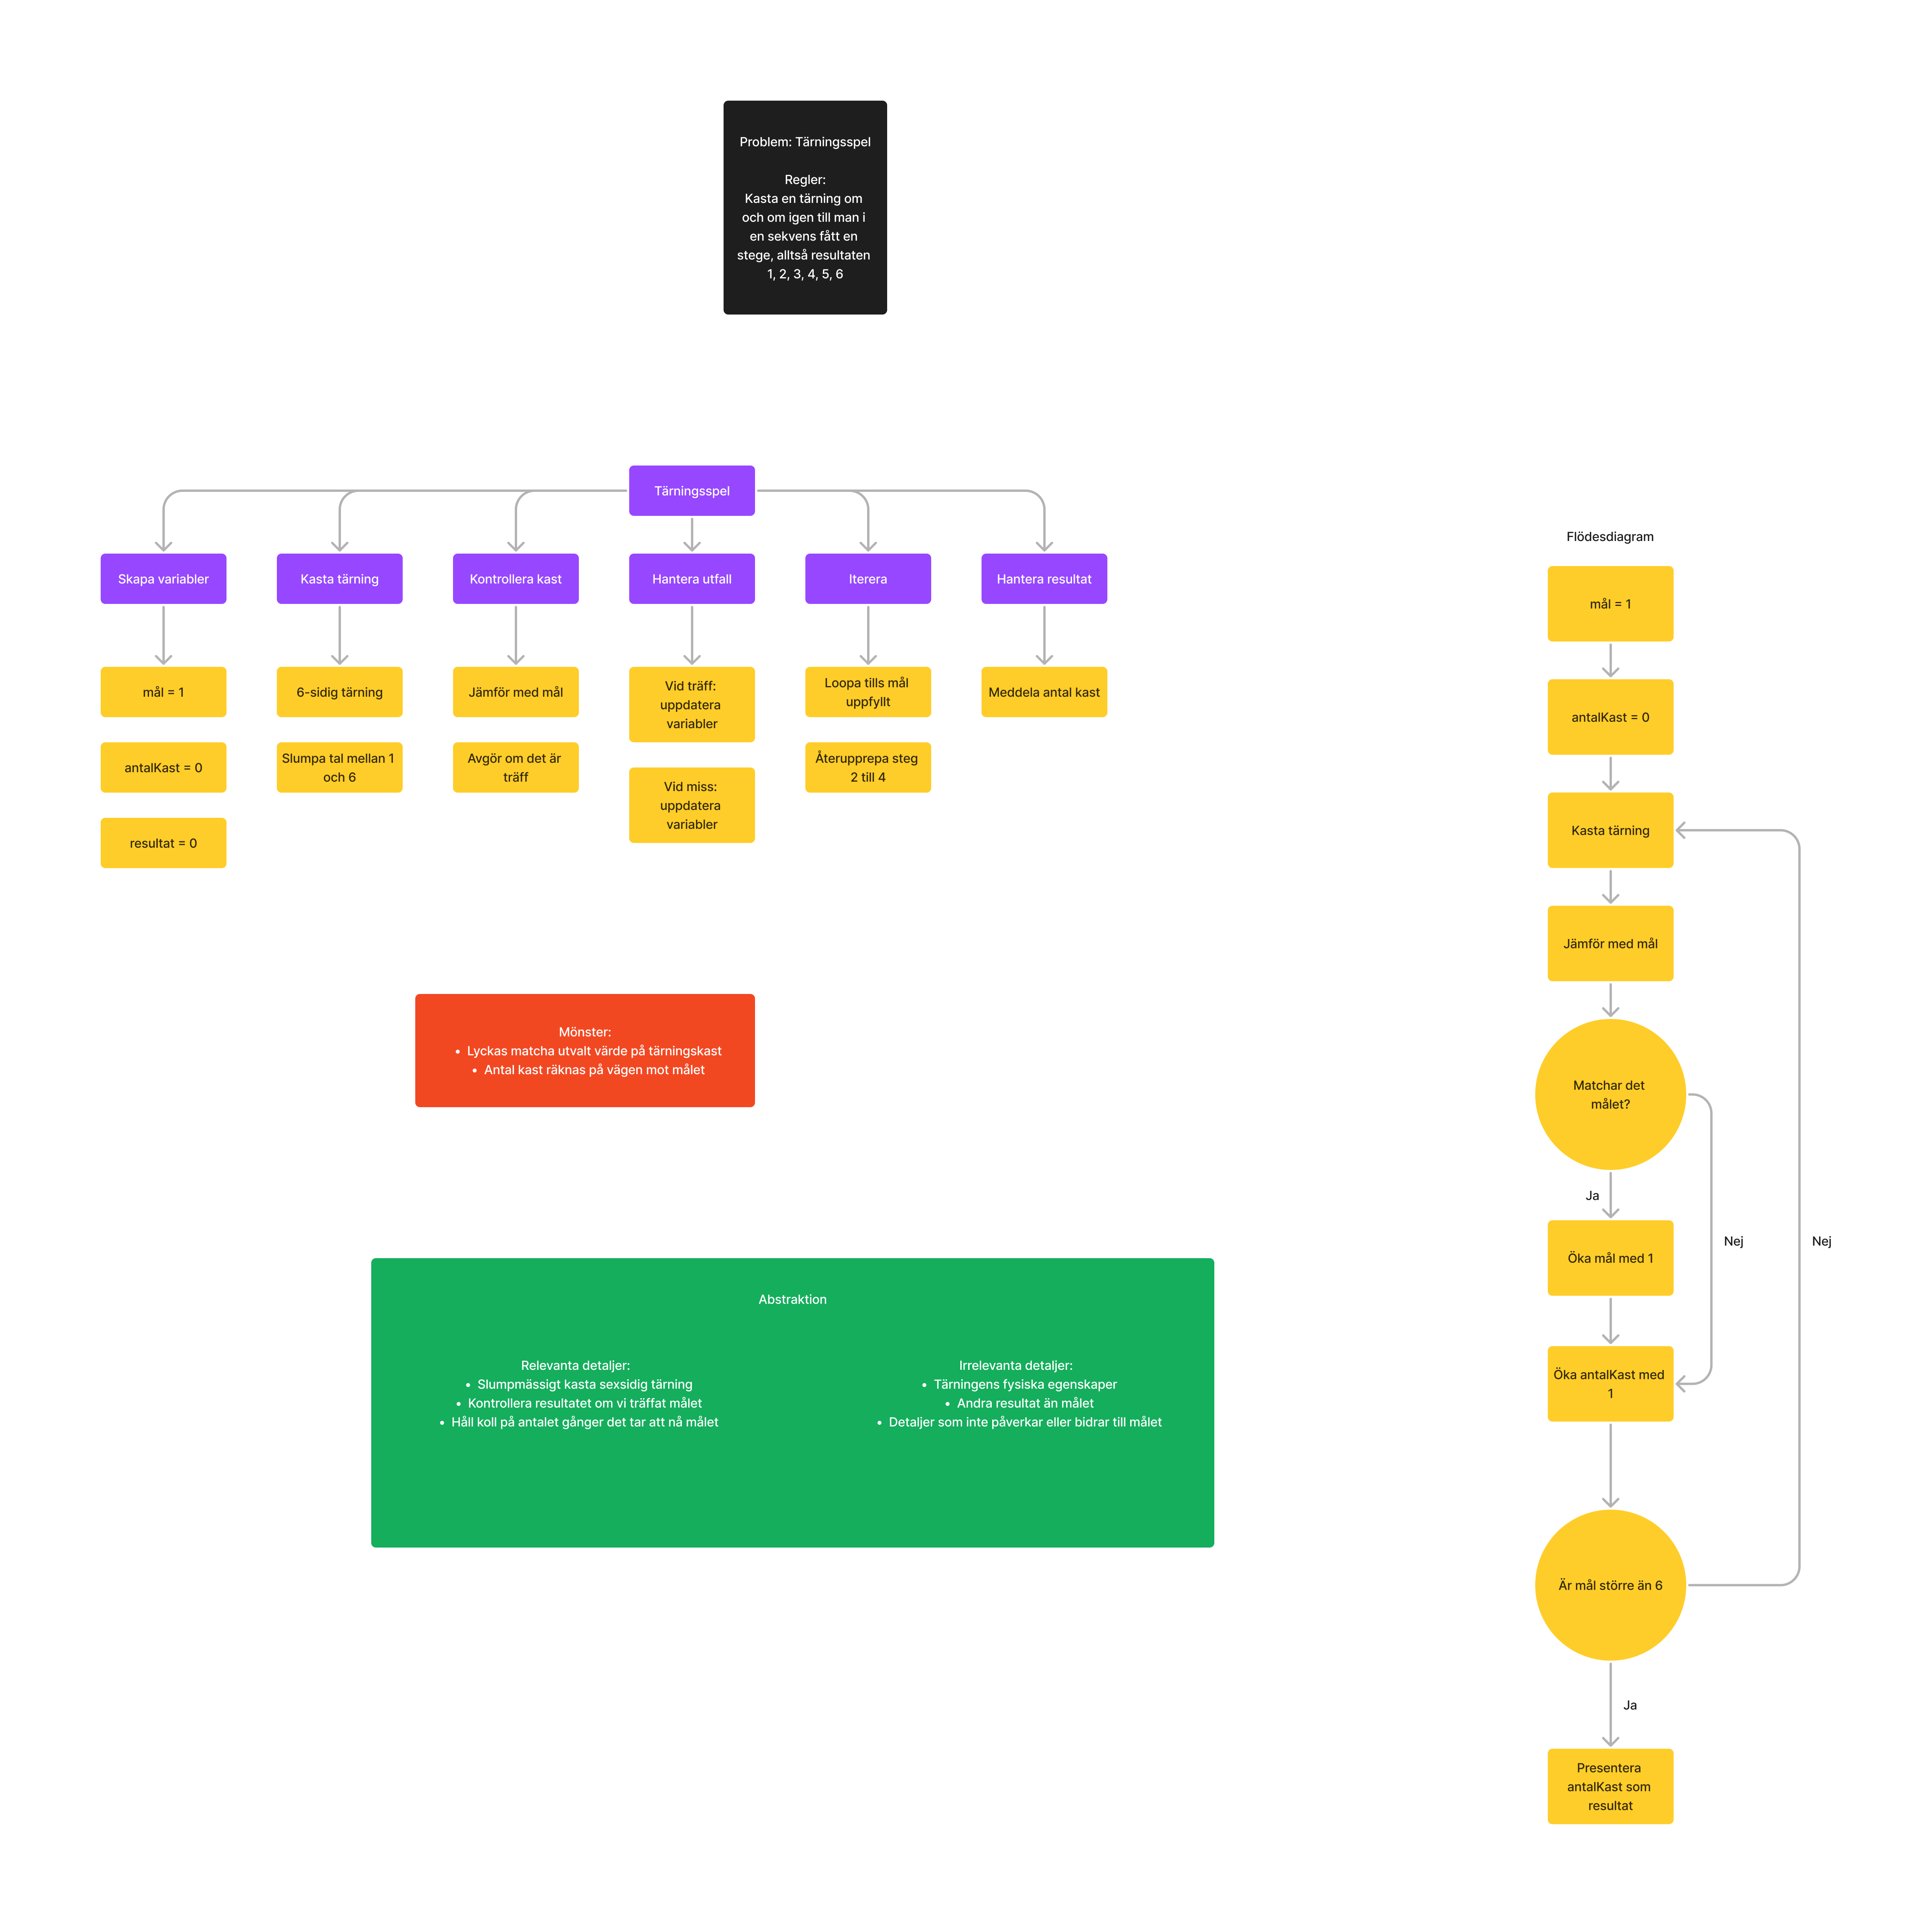 Problem: Tärningsspel
Regler:
Kasta en tärning om
och om igen till man i
en sekvens fått en
stege, alltså resultaten
1, 2, 3, 4, 5, 6
Tärningsspel
Skapa variabler
Kasta tärning
Kontrollera kast
Hantera utfall
Iterera
Hantera resultat
mål = 1
antalKast = 0
resultat = 0
6-sidig tärning
Slumpa tal mellan 1
och 6
Jämför med mål
Avgör om det är
träff
Vid träff:
uppdatera
variabler
Vid miss:
uppdatera
variabler
Loopa tills mål
uppfyllt
Återupprepa steg
2 till 4
Meddela antal kast
Mönster:
• Lyckas matcha utvalt värde på tärningskast
• Antal kast räknas på vägen mot målet
Abstraktion
Relevanta detaljer:
• Slumpmässigt kasta sexsidig tärning
• Kontrollera resultatet om vi träffat målet
• Håll koll på antalet gånger det tar att nå målet
Irrelevanta detaljer:
• Tärningens fysiska egenskaper
• Andra resultat än målet
• Detaljer som inte påverkar eller bidrar till målet
Flödesdiagram
mål = 1
antalKast = 0
Kasta tärning
Jämför med mål
Matchar det
målet?
Ja
Nej
Nej
Öka mål med 1
Öka antalKast med
1
Är mål större än 6
Ja
Presentera
antalKast som
resultat